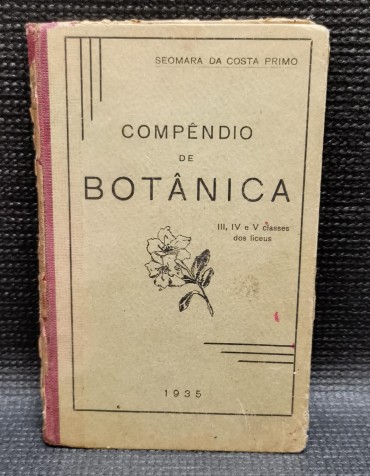 SEOMARA DA COSTA PRIMO
COMPÊNDIO
DE
BOTÂNICA
III, IV e V classes
dos liceus
1935